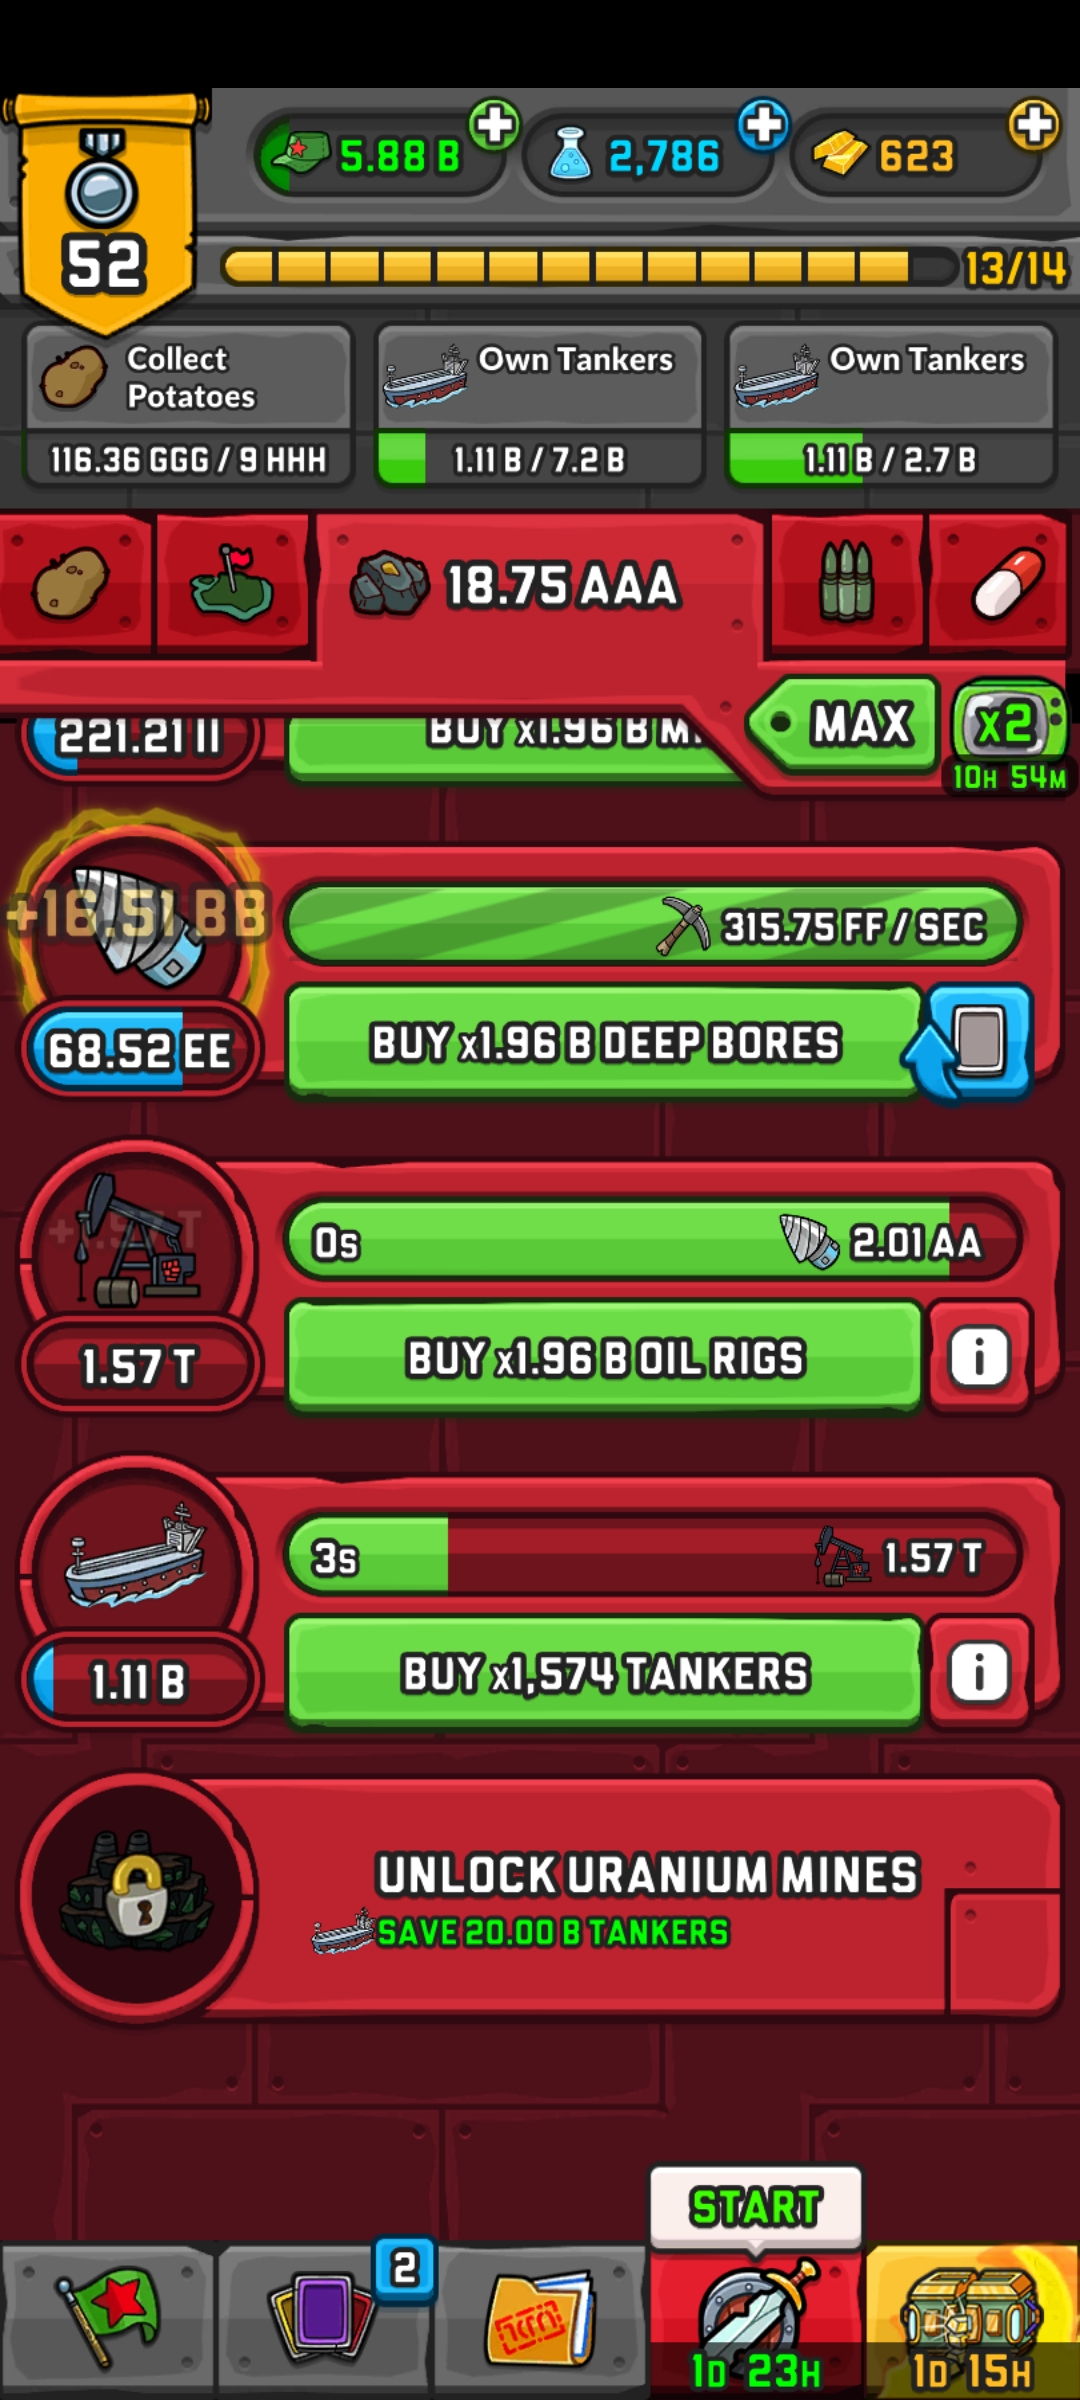 5.88 B
2,786
623
52
13/14
Collect
Potatoes
116.36 GGG / 9 HHH
Own Tankers
1.11 B / 7.2 B
Own Tankers
1.11 B / 2.7 B
18.75 AAA
MAX
x2
10H 54M
221.21 II
BUY x1.96 B
+16.51 BB
315.75 FF / SEC
68.52 EE
BUY x1.96 B DEEP BORES
+1.57 T
0s
2.01 AA
1.57 T
BUY x1.96 B OIL RIGS
i
3s
1.57 T
1.11 B
BUY x1,574 TANKERS
i
UNLOCK URANIUM MINES
SAVE 20.00 B TANKERS
START
2
1D 23H
1D 15H